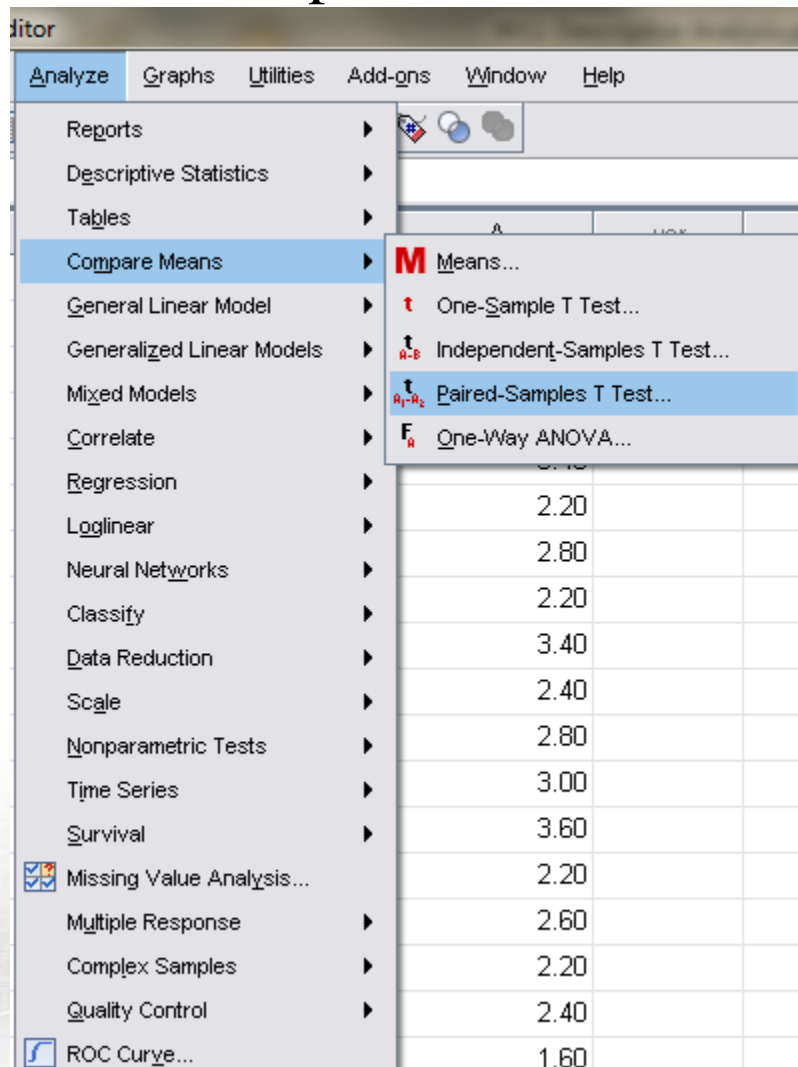 ditor
Analyze Graphs Utilities Add-ons Window Help
Reports
Descriptive Statistics
Tables
Compare Means
General Linear Model
Generalized Linear Models
Mixed Models
Correlate
Regression
Loglinear
Neural Networks
Classify
Data Reduction
Scale
Nonparametric Tests
Time Series
Survival
Missing Value Analysis...
Multiple Response
Complex Samples
Quality Control
ROC Curve...
M Means...
t One-Sample T Test...
t A-B Independent-Samples T Test...
t A1-A2 Paired-Samples T Test...
FA One-Way ANOVA...
2.20
2.80
2.20
3.40
2.40
2.80
3.00
3.60
2.20
2.60
2.20
2.40
1.60